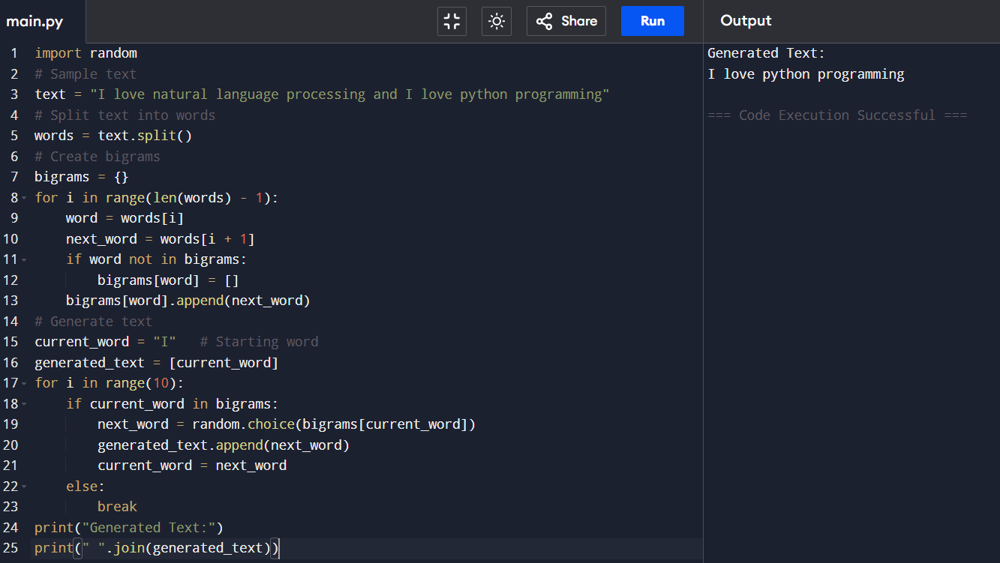 main.py
Share
Run
Output
1 import random
2 # Sample text
3 text = "I love natural language processing and I love python programming"
4 # Split text into words
5 words = text.split()
6 # Create bigrams
7 bigrams = {}
8 for i in range(len(words) - 1):
9     word = words[i]
10     next_word = words[i + 1]
11     if word not in bigrams:
12         bigrams[word] = []
13     bigrams[word].append(next_word)
14 # Generate text
15 current_word = "I"   # Starting word
16 generated_text = [current_word]
17 for i in range(10):
18     if current_word in bigrams:
19         next_word = random.choice(bigrams[current_word])
20         generated_text.append(next_word)
21         current_word = next_word
22     else:
23         break
24 print("Generated Text:")
25 print(" ".join(generated_text))
Generated Text:
I love python programming
=== Code Execution Successful ===